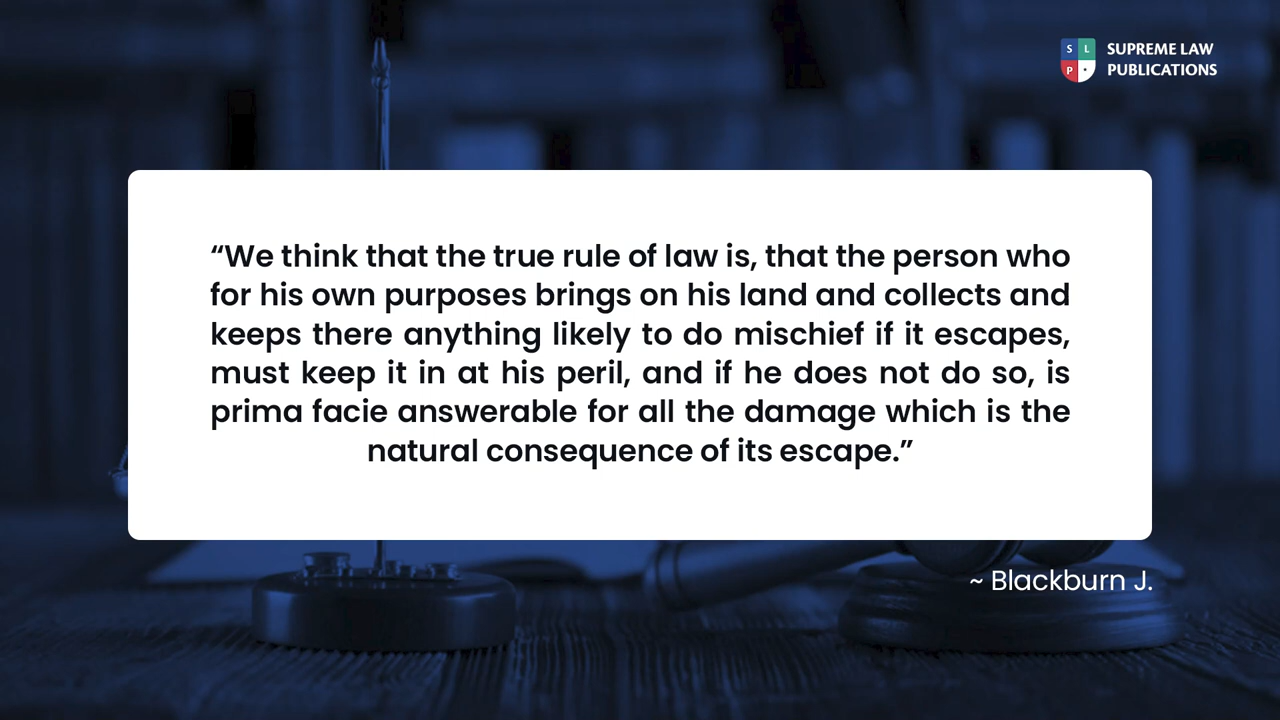 S L
P •
SUPREME LAW
PUBLICATIONS
“We think that the true rule of law is, that the person who
for his own purposes brings on his land and collects and
keeps there anything likely to do mischief if it escapes,
must keep it in at his peril, and if he does not do so, is
prima facie answerable for all the damage which is the
natural consequence of its escape.”
~ Blackburn J.